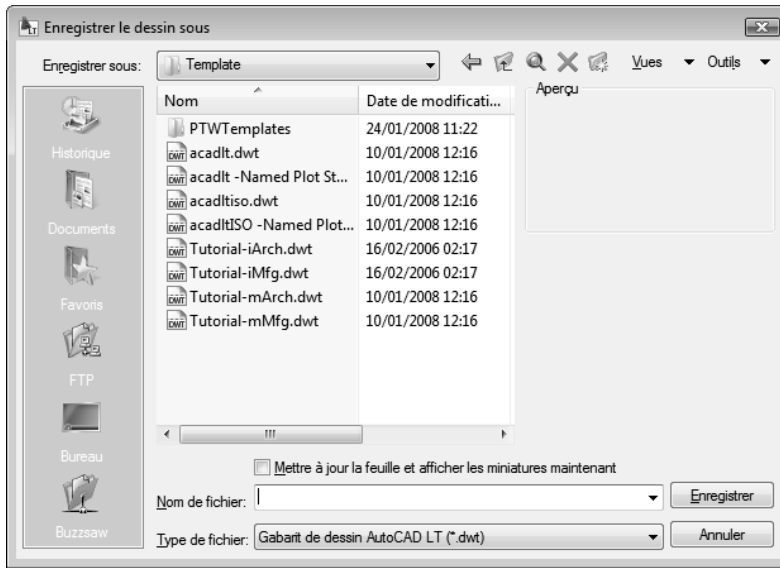 Enregistrer le dessin sous
Enregistrer sous: Template Vues Outils
Nom Date de modificati... Aperçu
PTWTemplates 24/01/2008 11:22
acadlt.dwt 10/01/2008 12:16
acadlt -Named Plot St... 10/01/2008 12:16
acadltiso.dwt 10/01/2008 12:16
acadltISO -Named Plot... 10/01/2008 12:16
Tutorial-iArch.dwt 16/02/2006 02:17
Tutorial-iMfg.dwt 16/02/2006 02:17
Tutorial-mArch.dwt 10/01/2008 12:16
Tutorial-mMfg.dwt 10/01/2008 12:16
Historique
Documents
Favoris
FTP
Bureau
Buzzsaw
Mettre à jour la feuille et afficher les miniatures maintenant
Nom de fichier: Enregistrer
Type de fichier: Gabarit de dessin AutoCAD LT (*.dwt) Annuler